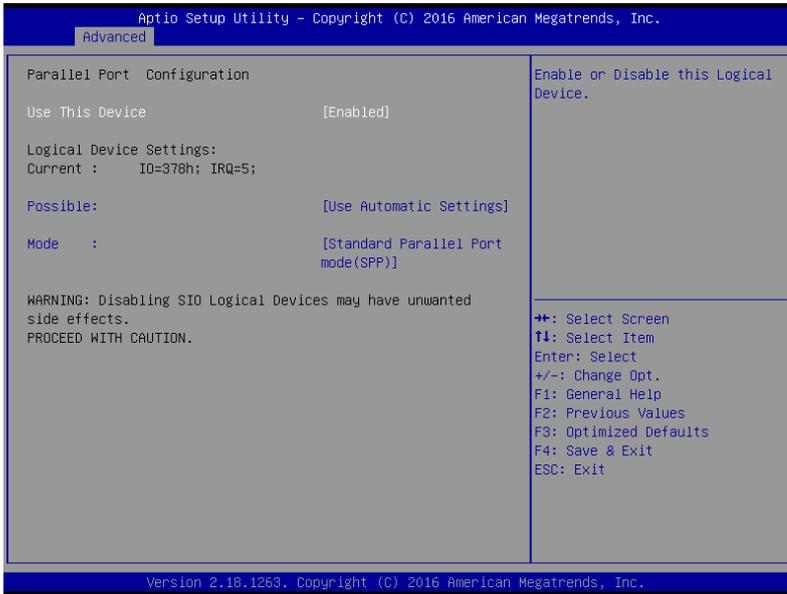 Aptio Setup Utility – Copyright (C) 2016 American Megatrends, Inc.
Advanced
Parallel Port Configuration
Use This Device [Enabled]
Logical Device Settings:
Current : IO=378h; IRQ=5;
Possible: [Use Automatic Settings]
Mode : [Standard Parallel Port
mode(SPP)]
WARNING: Disabling SIO Logical Devices may have unwanted
side effects.
PROCEED WITH CAUTION.
Enable or Disable this Logical
Device.
→←: Select Screen
↑↓: Select Item
Enter: Select
+/-: Change Opt.
F1: General Help
F2: Previous Values
F3: Optimized Defaults
F4: Save & Exit
ESC: Exit
Version 2.18.1263. Copyright (C) 2016 American Megatrends, Inc.